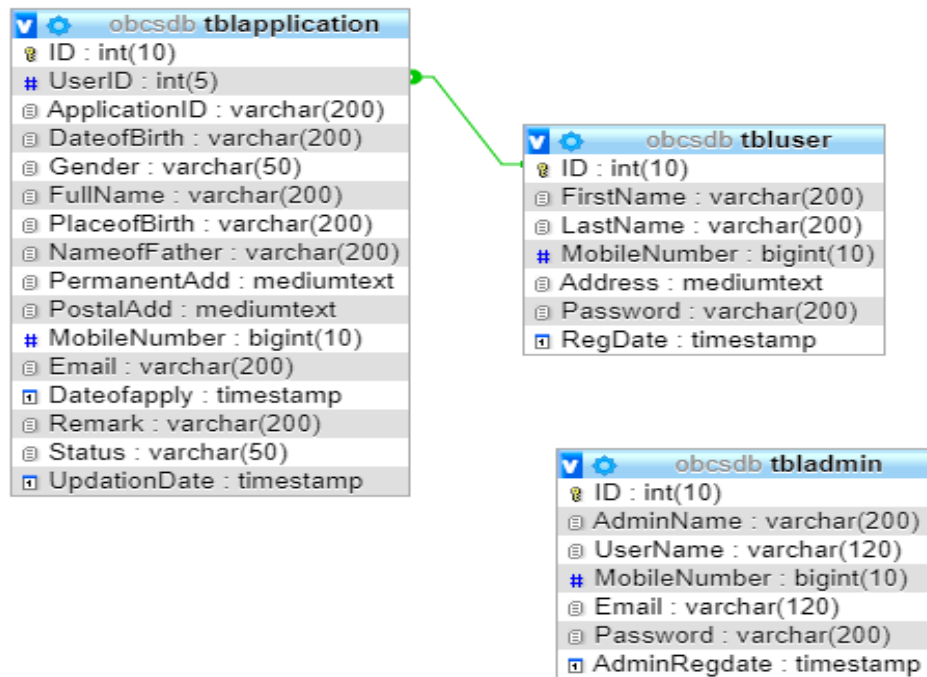 obcsdb tblapplication
ID : int(10)
# UserID : int(5)
ApplicationID : varchar(200)
DateofBirth : varchar(200)
Gender : varchar(50)
FullName : varchar(200)
PlaceofBirth : varchar(200)
NameofFather : varchar(200)
PermanentAdd : mediumtext
PostalAdd : mediumtext
# MobileNumber : bigint(10)
Email : varchar(200)
Dateofapply : timestamp
Remark : varchar(200)
Status : varchar(50)
UpdationDate : timestamp
obcsdb tbluser
ID : int(10)
FirstName : varchar(200)
LastName : varchar(200)
# MobileNumber : bigint(10)
Address : mediumtext
Password : varchar(200)
RegDate : timestamp
obcsdb tbladmin
ID : int(10)
AdminName : varchar(200)
UserName : varchar(120)
# MobileNumber : bigint(10)
Email : varchar(120)
Password : varchar(200)
AdminRegdate : timestamp